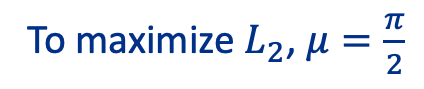 To maximize L₂, μ = π/2